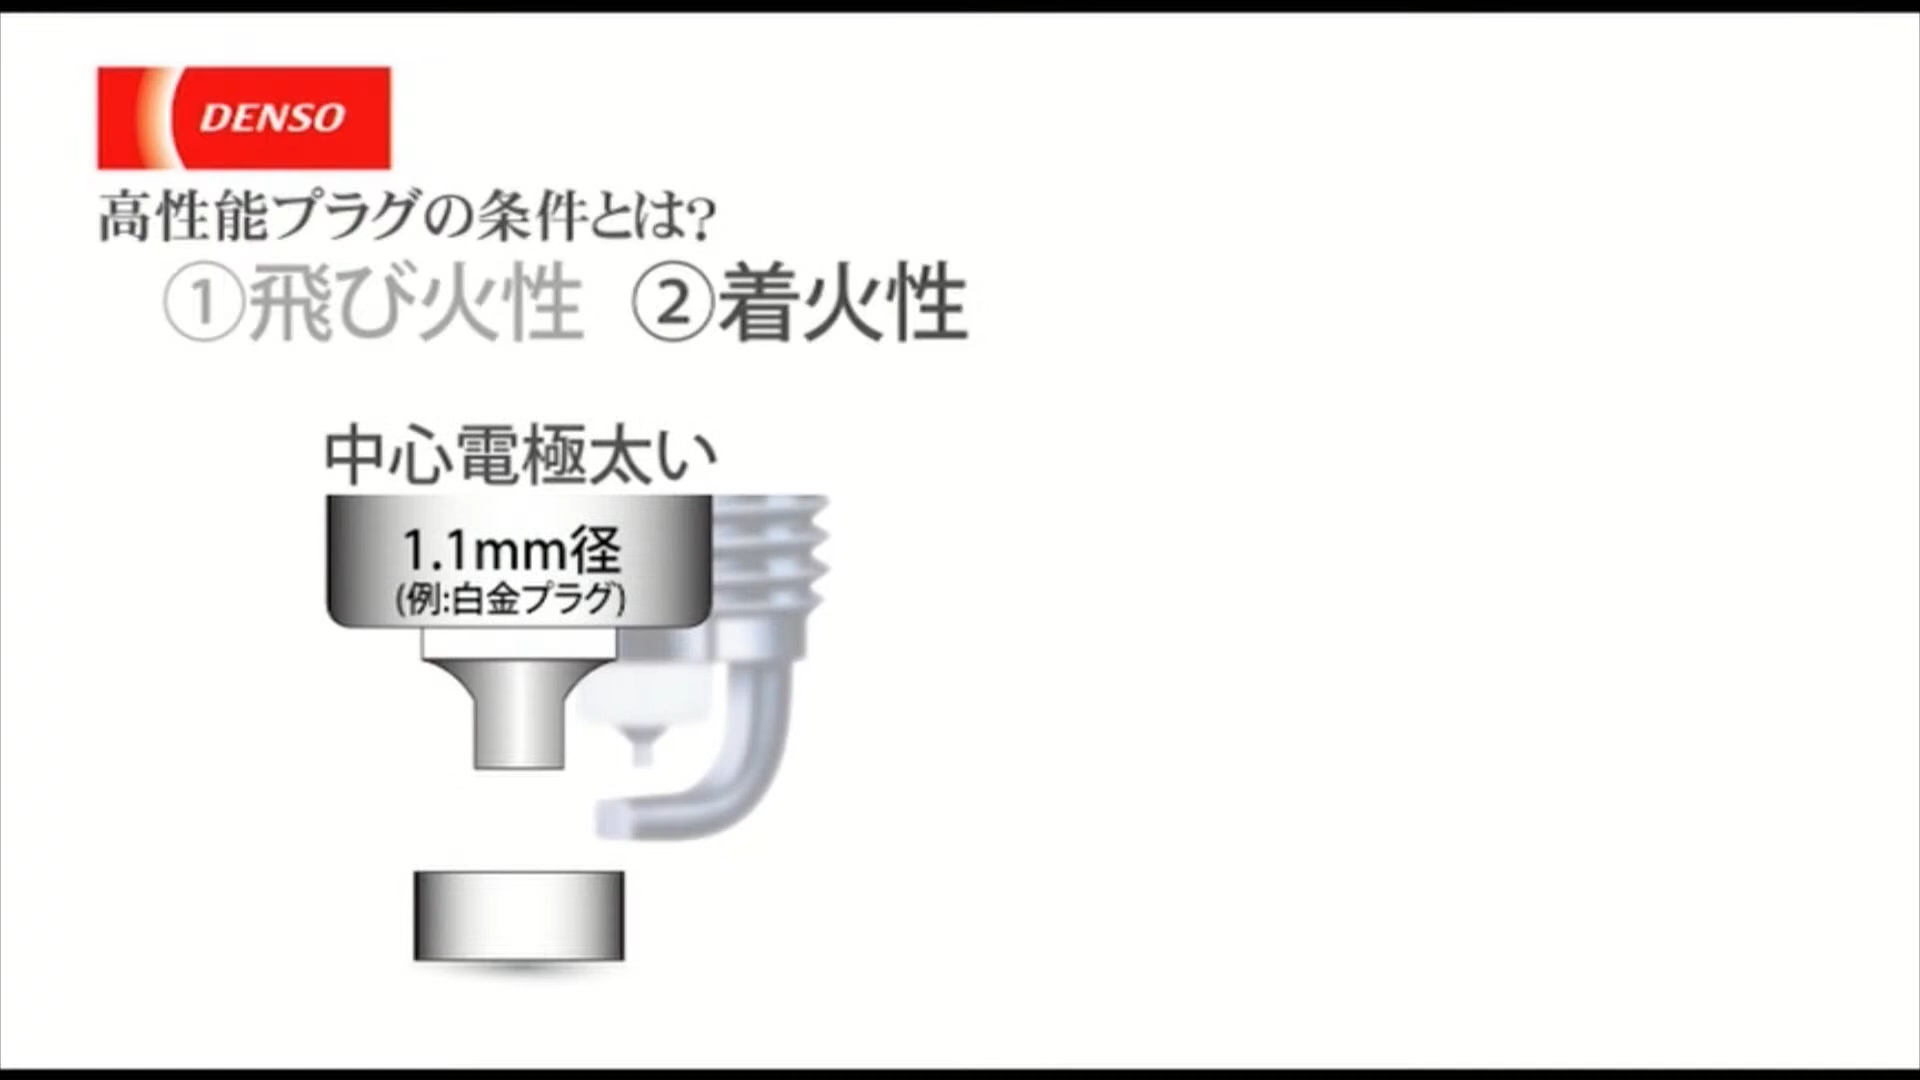 DENSO
高性能プラグの条件とは?
①飛び火性 ②着火性
中心電極太い
1.1mm径
(例:白金プラグ)